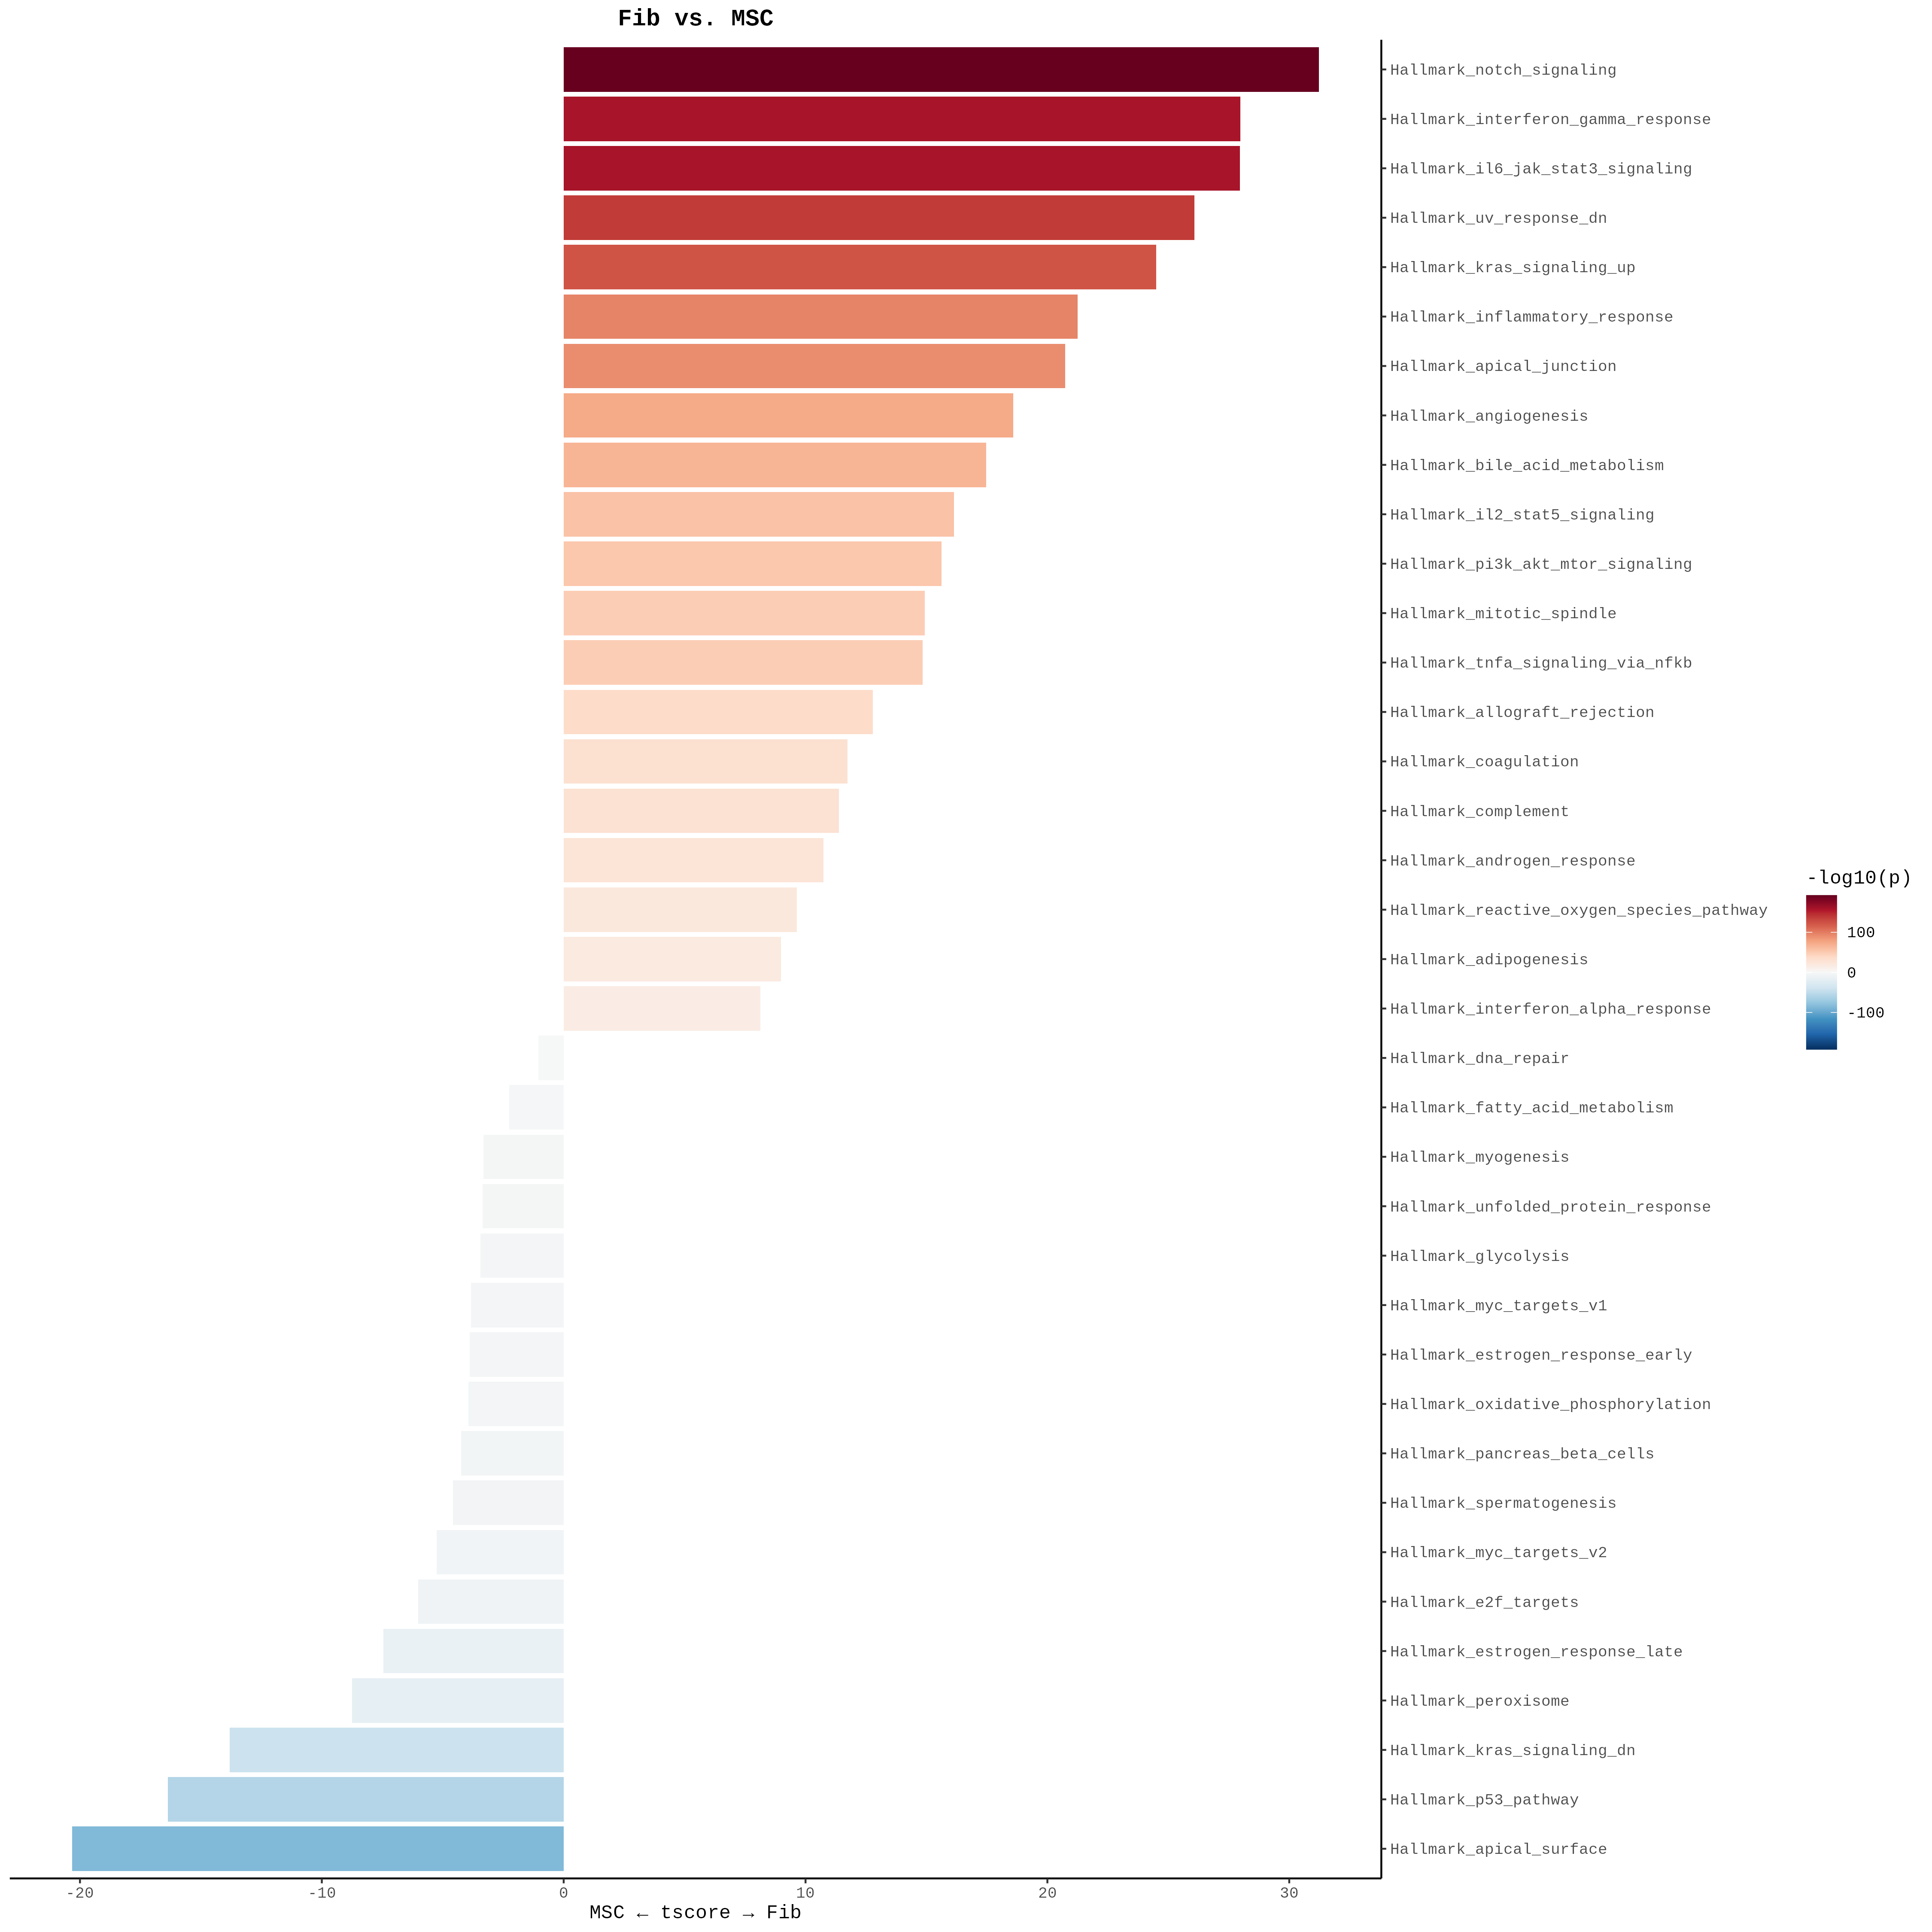 Fib vs. MSC
Hallmark_notch_signaling
Hallmark_interferon_gamma_response
Hallmark_il6_jak_stat3_signaling
Hallmark_uv_response_dn
Hallmark_kras_signaling_up
Hallmark_inflammatory_response
Hallmark_apical_junction
Hallmark_angiogenesis
Hallmark_bile_acid_metabolism
Hallmark_il2_stat5_signaling
Hallmark_pi3k_akt_mtor_signaling
Hallmark_mitotic_spindle
Hallmark_tnfa_signaling_via_nfkb
Hallmark_allograft_rejection
Hallmark_coagulation
Hallmark_complement
Hallmark_androgen_response
Hallmark_reactive_oxygen_species_pathway
Hallmark_adipogenesis
Hallmark_interferon_alpha_response
Hallmark_dna_repair
Hallmark_fatty_acid_metabolism
Hallmark_myogenesis
Hallmark_unfolded_protein_response
Hallmark_glycolysis
Hallmark_myc_targets_v1
Hallmark_estrogen_response_early
Hallmark_oxidative_phosphorylation
Hallmark_pancreas_beta_cells
Hallmark_spermatogenesis
Hallmark_myc_targets_v2
Hallmark_e2f_targets
Hallmark_estrogen_response_late
Hallmark_peroxisome
Hallmark_kras_signaling_dn
Hallmark_p53_pathway
Hallmark_apical_surface
-log10(p)
100
0
-100
-20 -10 0 10 20 30
MSC ← tscore → Fib